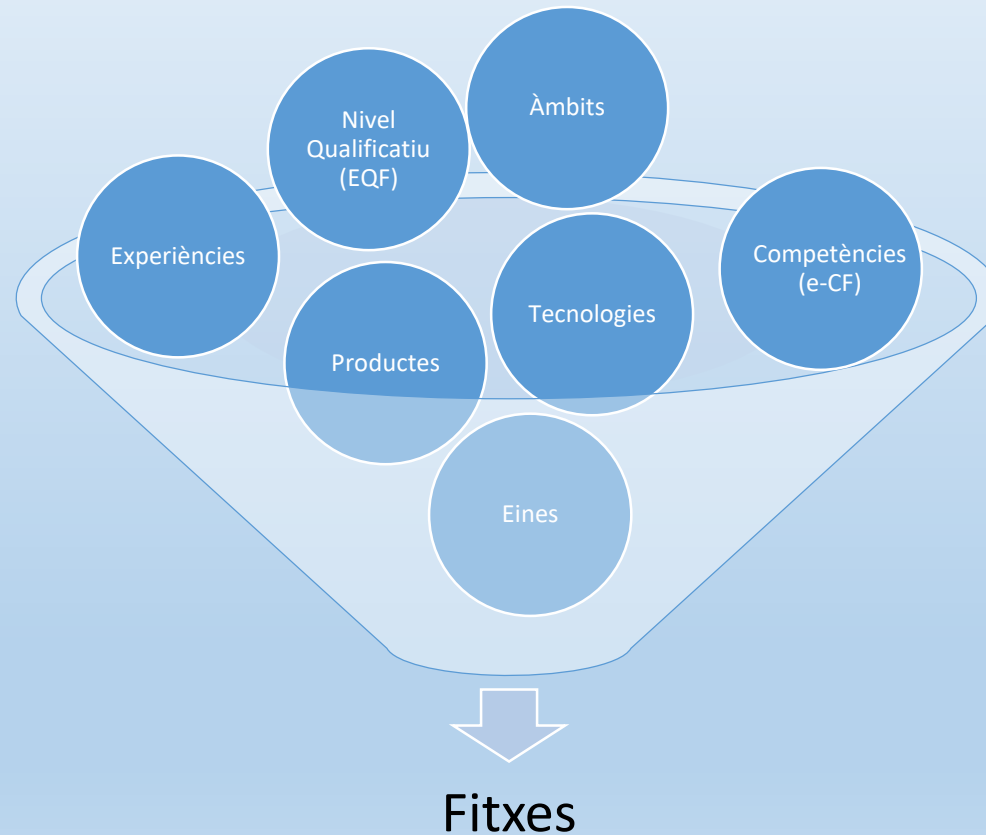 Àmbits
Nivel
Qualificatiu
(EQF)
Experiències
Competències
(e-CF)
Tecnologies
Productes
Eines
Fitxes